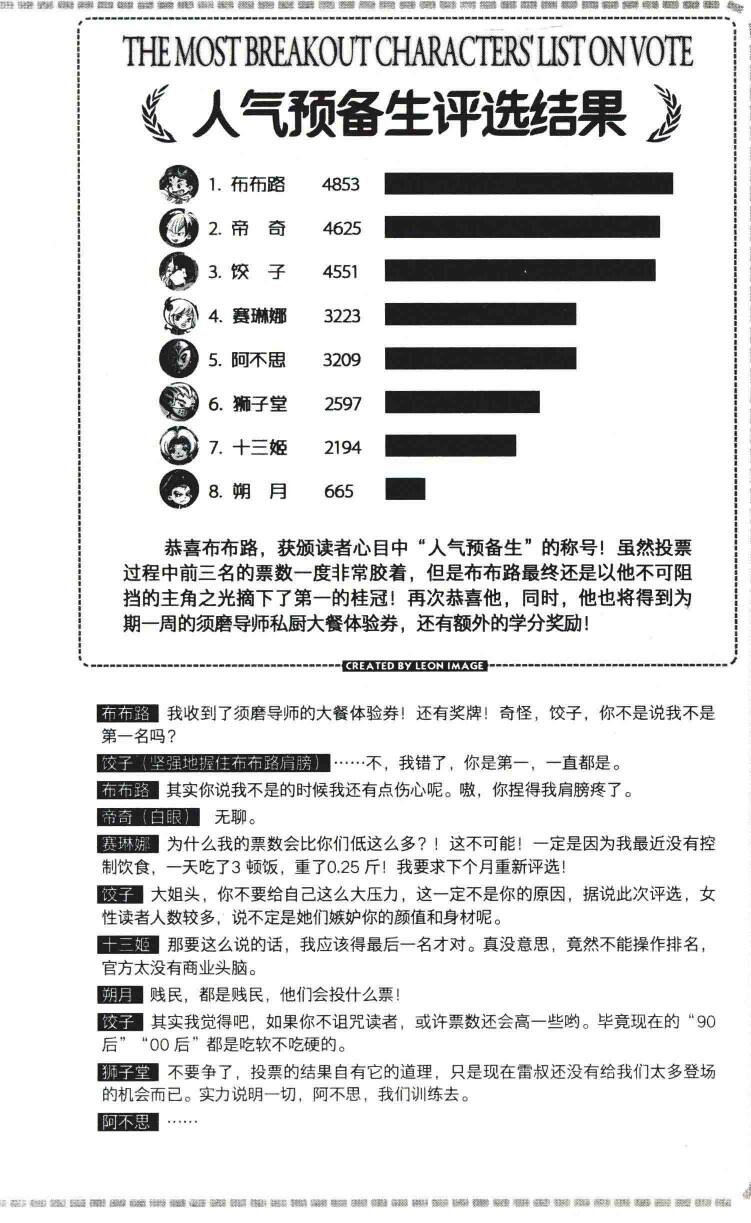 THE MOST BREAKOUT CHARACTERS' LIST ON VOTE
人气预备生评选结果
1. 布布路 4853
2. 帝 奇 4625
3. 饺 子 4551
4. 赛琳娜 3223
5. 阿不思 3209
6. 狮子堂 2597
7. 十三姬 2194
8. 朔 月 665
恭喜布布路，获颁读者心目中“人气预备生”的称号！虽然投票
过程中前三名的票数一度非常胶着，但是布布路最终还是以他不可阻
挡的主角之光摘下了第一的桂冠！再次恭喜他，同时，他也将得到为
期一周的须磨导师私厨大餐体验券，还有额外的学分奖励！
CREATED BY LEON IMAGE
布布路 我收到了须磨导师的大餐体验券！还有奖牌！奇怪，饺子，你不是说我不是
第一名吗？
饺子（坚强地握住布布路肩膀）……不，我错了，你是第一，一直都是。
布布路 其实你说我不是的时候我还有点伤心呢。嗷，你捏得我肩膀疼了。
帝奇（白眼） 无聊。
赛琳娜 为什么我的票数会比你们低这么多？！这不可能！一定是因为我最近没有控
制饮食，一天吃了3 顿饭，重了0.25 斤！我要求下个月重新评选！
饺子 大姐头，你不要给自己这么大压力，这一定不是你的原因，据说此次评选，女
性读者人数较多，说不定是她们嫉妒你的颜值和身材呢。
十三姬 那要这么说的话，我应该得最后一名才对。真没意思，竟然不能操作排名，
官方太没有商业头脑。
朔月 贱民，都是贱民，他们会投什么票！
饺子 其实我觉得吧，如果你不诅咒读者，或许票数还会高一些哟。毕竟现在的“90
后”“00 后”都是吃软不吃硬的。
狮子堂 不要争了，投票的结果自有它的道理，只是现在雷叔还没有给我们太多登场
的机会而已。实力说明一切，阿不思，我们训练去。
阿不思 ……